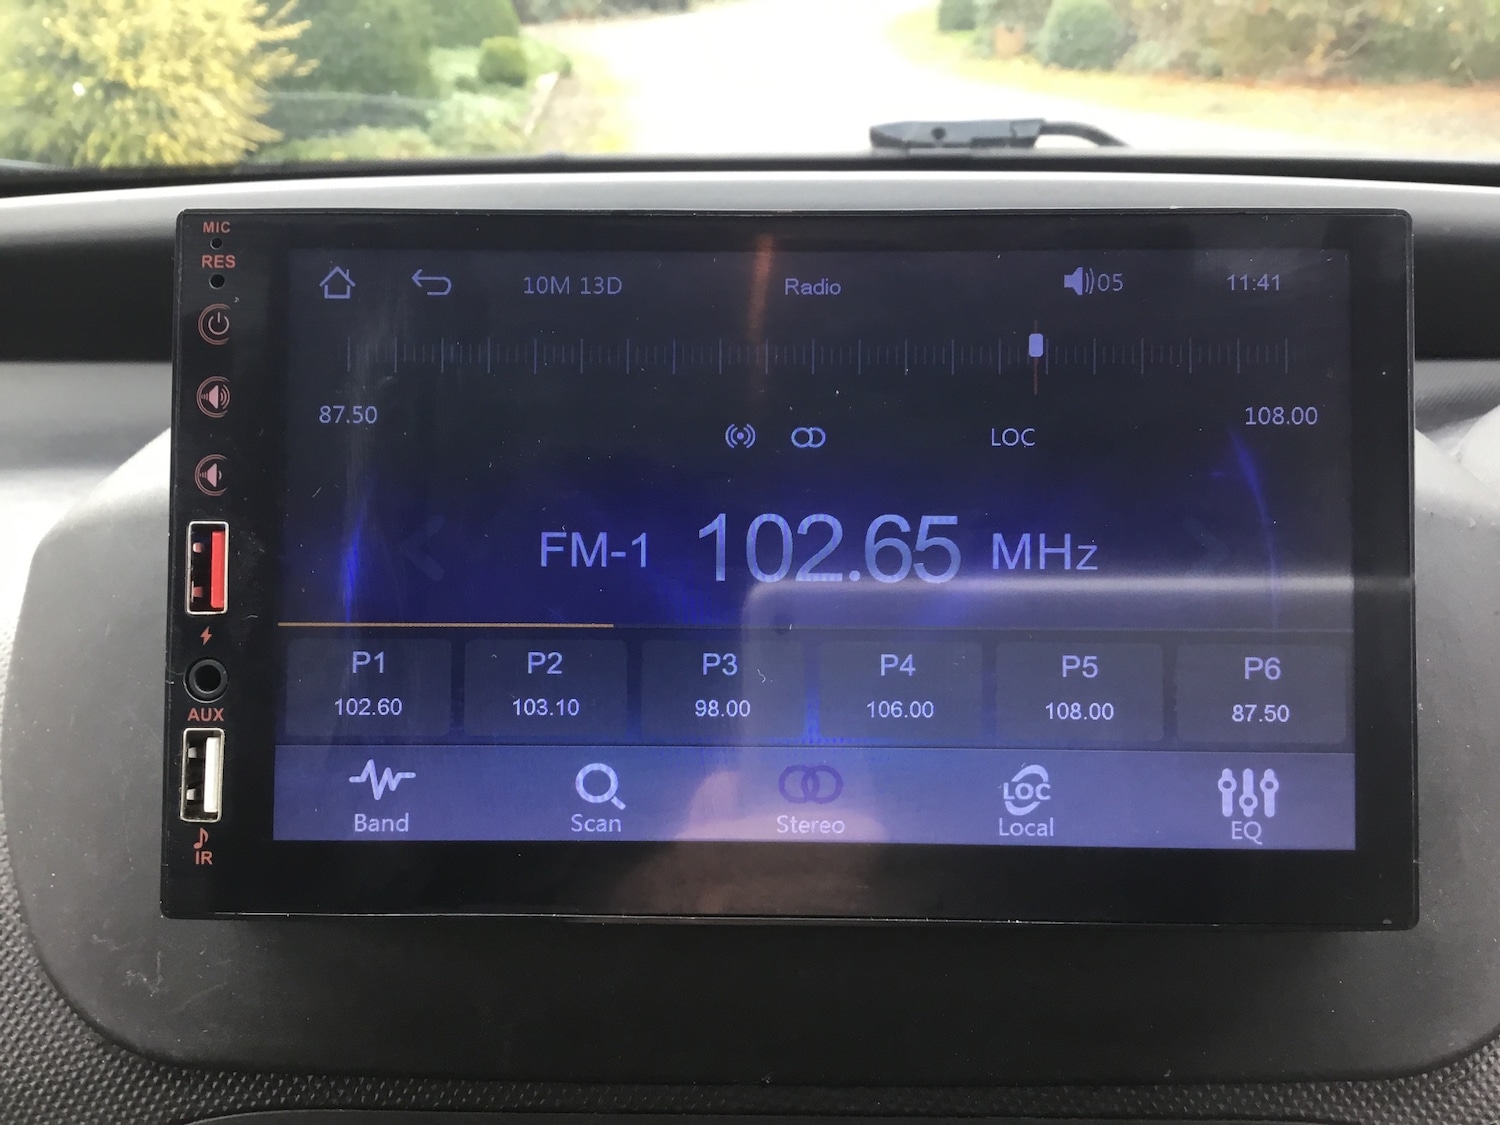 MIC
RES
10M 13D Radio 05 11:41
87.50 108.00
LOC
FM-1 102.65 MHz
P1 P2 P3 P4 P5 P6
102.60 103.10 98.00 106.00 108.00 87.50
AUX
Band Scan Stereo LOC Local EQ
IR